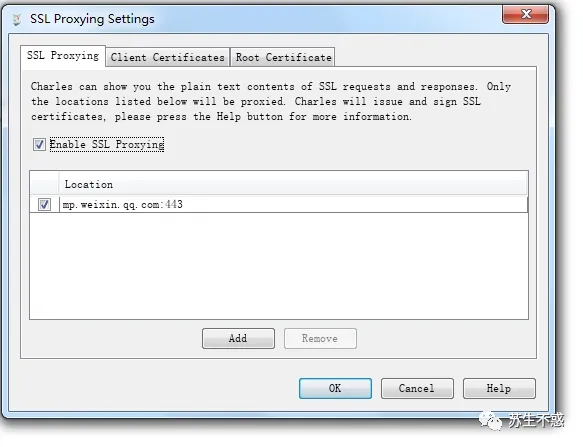 SSL Proxying Settings
SSL Proxying Client Certificates Root Certificate
Charles can show you the plain text contents of SSL requests and responses. Only
the locations listed below will be proxied. Charles will issue and sign SSL
certificates, please press the Help button for more information.
Enable SSL Proxying
Location
mp.weixin.qq.com:443
Add Remove
OK Cancel Help
苏生不惑